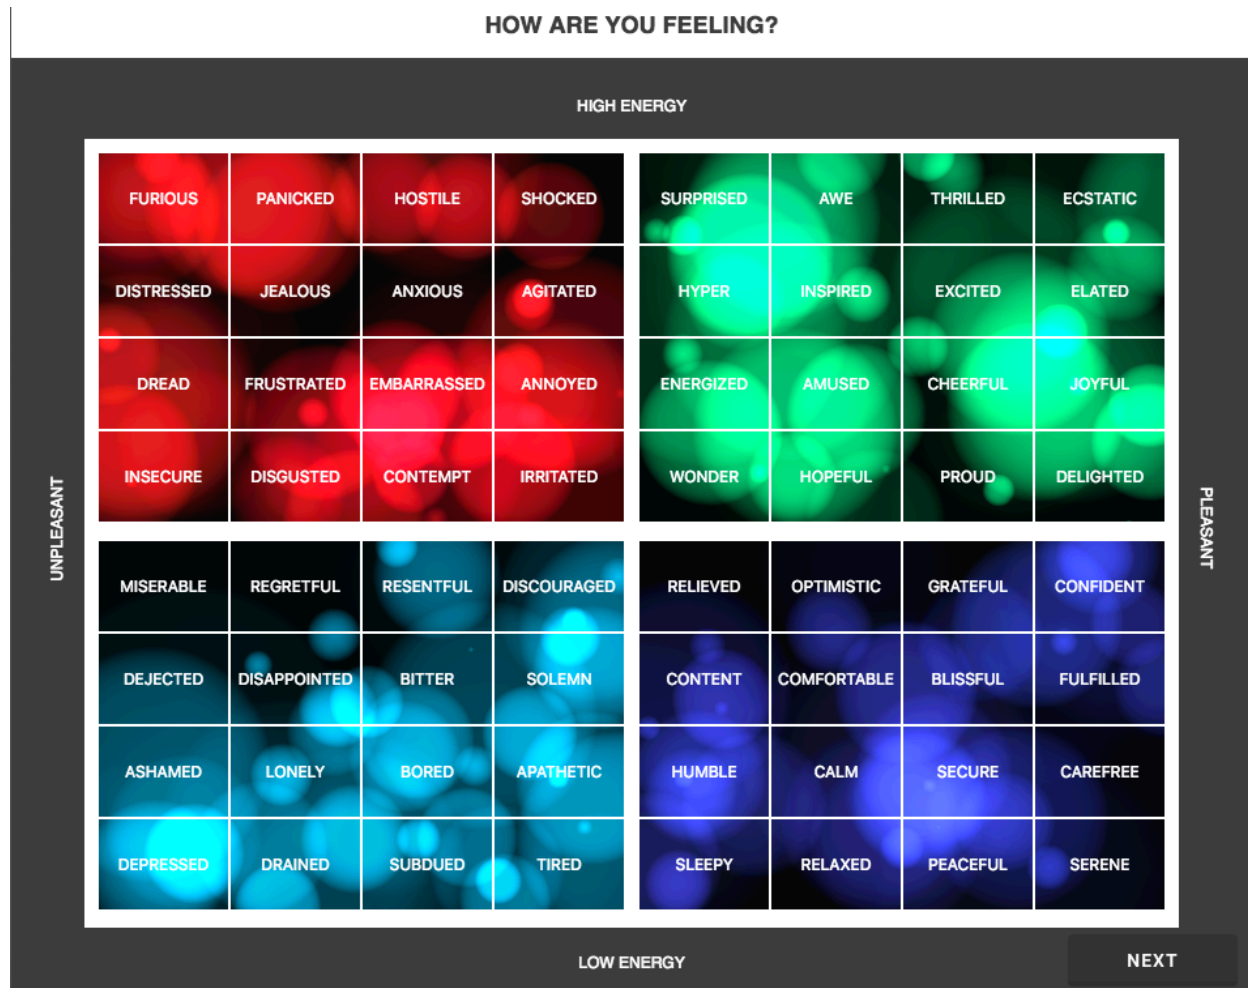 HOW ARE YOU FEELING?
HIGH ENERGY
UNPLEASANT
PLEASANT
FURIOUS PANICKED HOSTILE SHOCKED
DISTRESSED JEALOUS ANXIOUS AGITATED
DREAD FRUSTRATED EMBARRASSED ANNOYED
INSECURE DISGUSTED CONTEMPT IRRITATED
SURPRISED AWE THRILLED ECSTATIC
HYPER INSPIRED EXCITED ELATED
ENERGIZED AMUSED CHEERFUL JOYFUL
WONDER HOPEFUL PROUD DELIGHTED
MISERABLE REGRETFUL RESENTFUL DISCOURAGED
DEJECTED DISAPPOINTED BITTER SOLEMN
ASHAMED LONELY BORED APATHETIC
DEPRESSED DRAINED SUBDUED TIRED
RELIEVED OPTIMISTIC GRATEFUL CONFIDENT
CONTENT COMFORTABLE BLISSFUL FULFILLED
HUMBLE CALM SECURE CAREFREE
SLEEPY RELAXED PEACEFUL SERENE
LOW ENERGY
NEXT